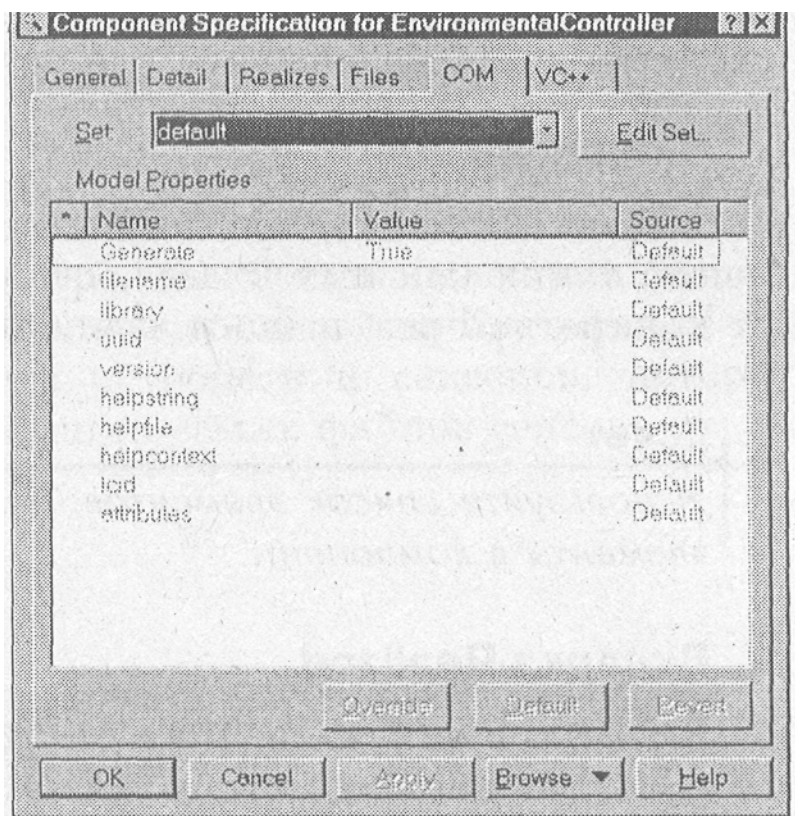 Component Specification for EnvironmentalController ? X
General Detail Realizes Files COM VC++
Set: default Edit Set...
Model Properties
* Name Value Source
Generate True Default
filename Default
library Default
uuid Default
version Default
helpstring Default
helpfile Default
helpcontext Default
lcid Default
attributes Default
Override Default Revert
OK Cancel Apply Browse Help